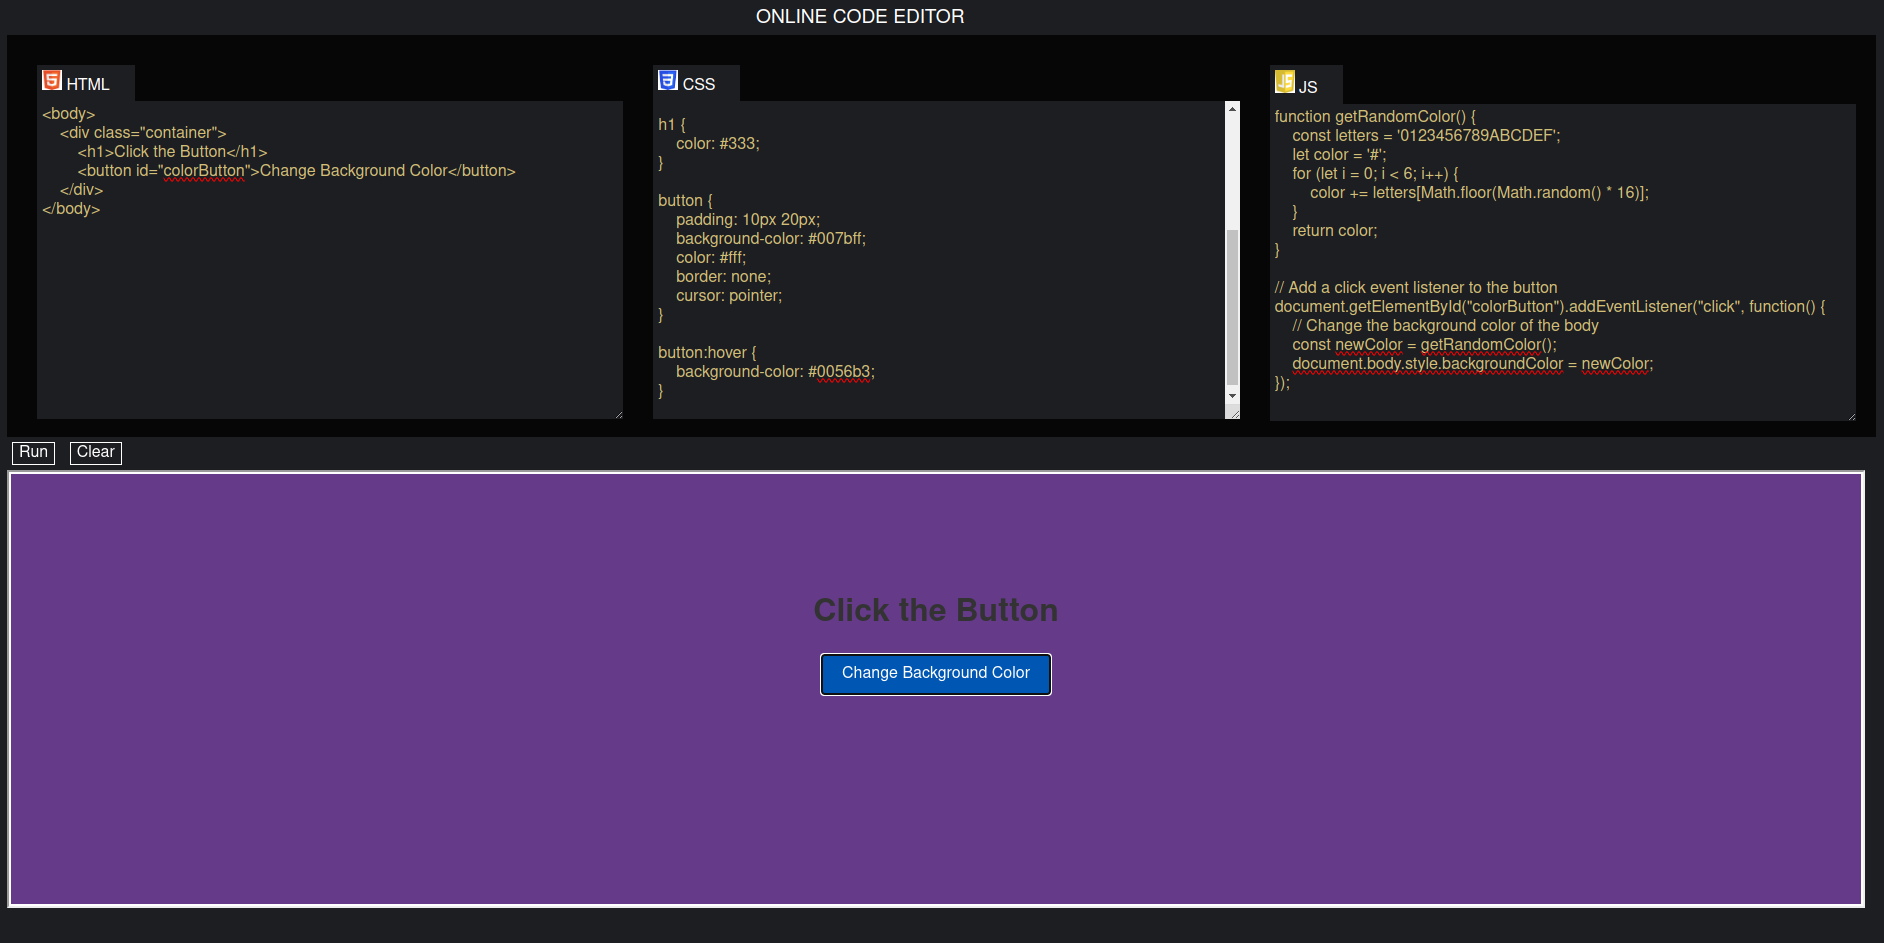 ONLINE CODE EDITOR
HTML
<body>
    <div class="container">
        <h1>Click the Button</h1>
        <button id="colorButton">Change Background Color</button>
    </div>
</body>
CSS
h1 {
    color: #333;
}
button {
    padding: 10px 20px;
    background-color: #007bff;
    color: #fff;
    border: none;
    cursor: pointer;
}
button:hover {
    background-color: #0056b3;
}
JS
function getRandomColor() {
    const letters = '0123456789ABCDEF';
    let color = '#';
    for (let i = 0; i < 6; i++) {
        color += letters[Math.floor(Math.random() * 16)];
    }
    return color;
}
// Add a click event listener to the button
document.getElementById("colorButton").addEventListener("click", function() {
    // Change the background color of the body
    const newColor = getRandomColor();
    document.body.style.backgroundColor = newColor;
});
Run Clear
Click the Button
Change Background Color